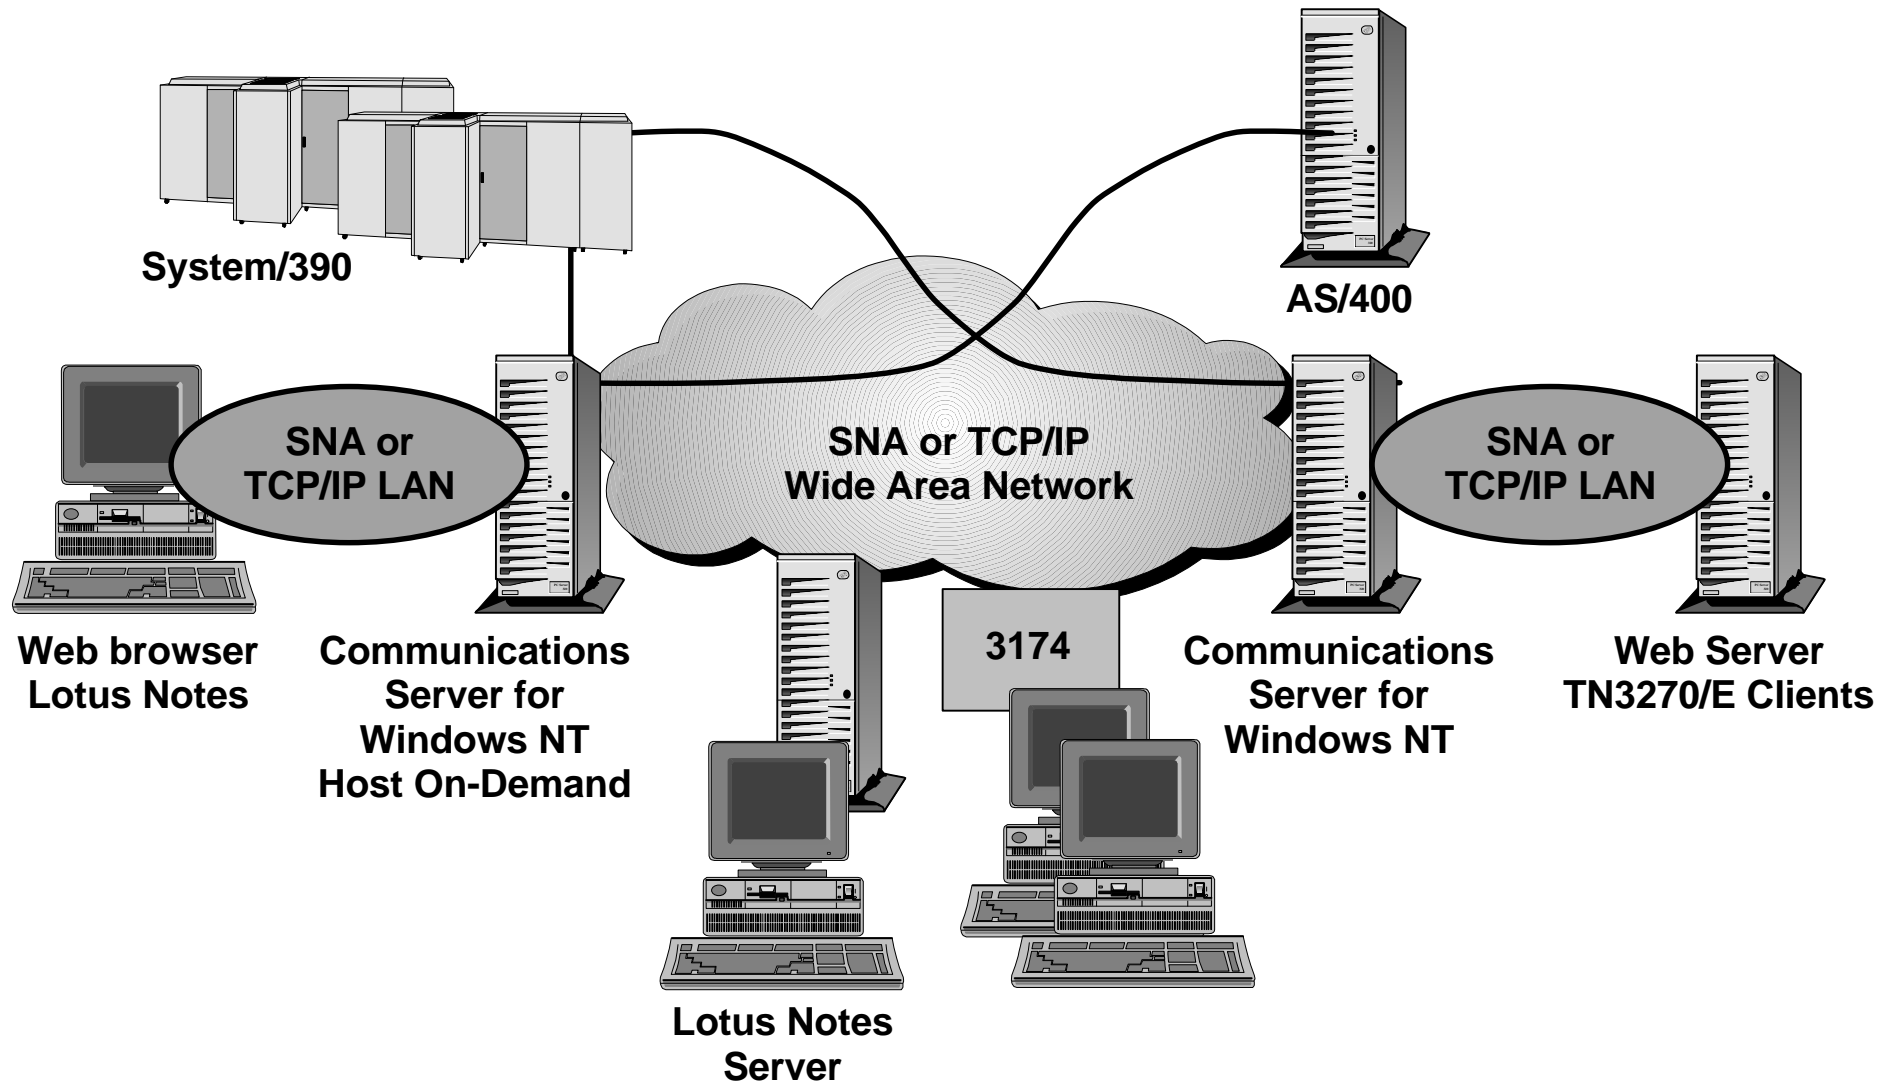 System/390
AS/400
SNA or
TCP/IP LAN
SNA or TCP/IP
Wide Area Network
SNA or
TCP/IP LAN
Web browser
Lotus Notes
Communications
Server for
Windows NT
Host On-Demand
3174
Communications
Server for
Windows NT
Web Server
TN3270/E Clients
Lotus Notes
Server